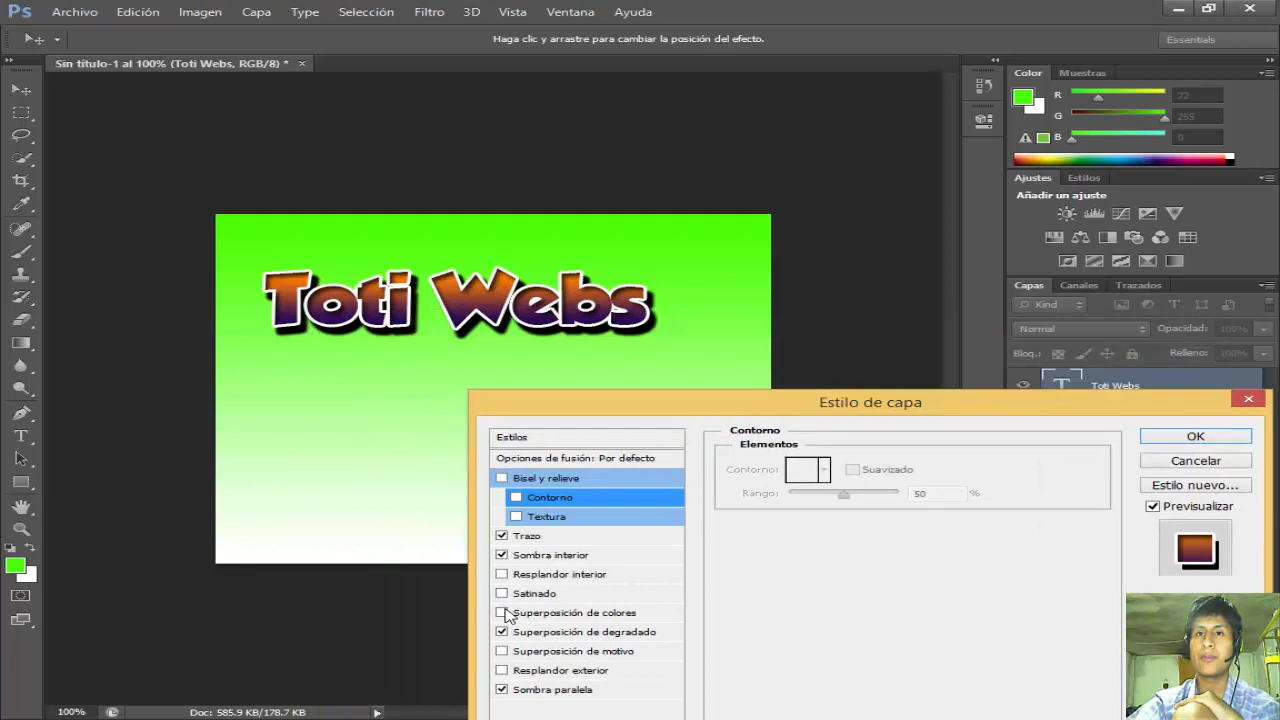 Ps Archivo Edición Imagen Capa Type Selección Filtro 3D Vista Ventana Ayuda
Haga clic y arrastre para cambiar la posición del efecto.
Essentials
Sin título-1 al 100% (Toti Webs, RGB/8) * ×
Color Muestras
R 72
G 255
B 0
Ajustes Estilos
Añadir un ajuste
Capas Canales Trazados
Kind
Normal Opacidad: 100%
Bloq.: Relleno: 100%
T Toti Webs
Toti Webs
Estilo de capa
Estilos
Opciones de fusión: Por defecto
Bisel y relieve
Contorno
Textura
Trazo
Sombra interior
Resplandor interior
Satinado
Superposición de colores
Superposición de degradado
Superposición de motivo
Resplandor exterior
Sombra paralela
Contorno
Elementos
Contorno: Suavizado
Rango: 50 %
OK
Cancelar
Estilo nuevo...
Previsualizar
100% Doc: 585.9 KB/178.7 KB